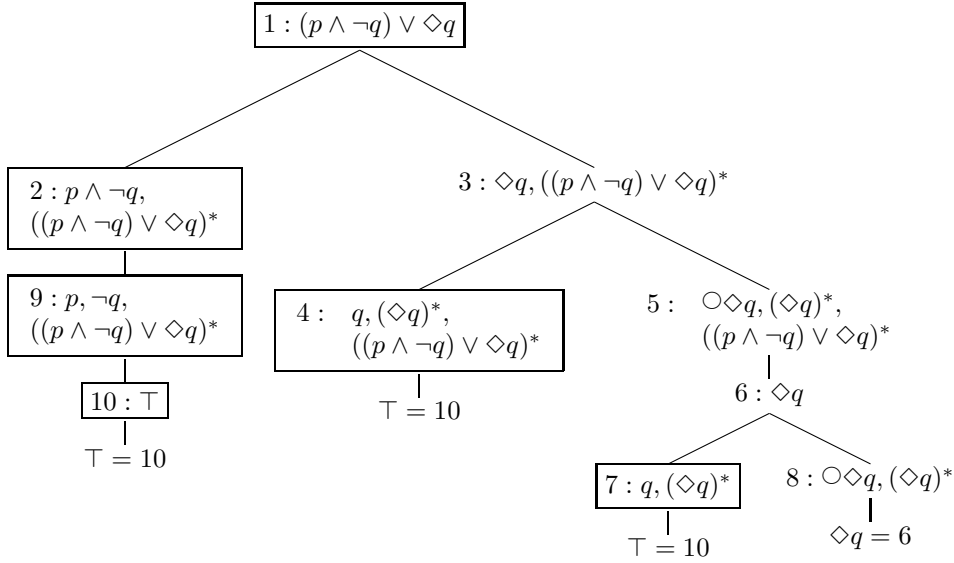 1 : (p ∧ ¬q) ∨ ◇q
2 : p ∧ ¬q,
((p ∧ ¬q) ∨ ◇q)*
3 : ◇q, ((p ∧ ¬q) ∨ ◇q)*
9 : p, ¬q,
((p ∧ ¬q) ∨ ◇q)*
4 : q, (◇q)*,
((p ∧ ¬q) ∨ ◇q)*
5 : ○◇q, (◇q)*,
((p ∧ ¬q) ∨ ◇q)*
10 : ⊤
⊤ = 10
⊤ = 10
6 : ◇q
7 : q, (◇q)*
8 : ○◇q, (◇q)*
⊤ = 10
◇q = 6